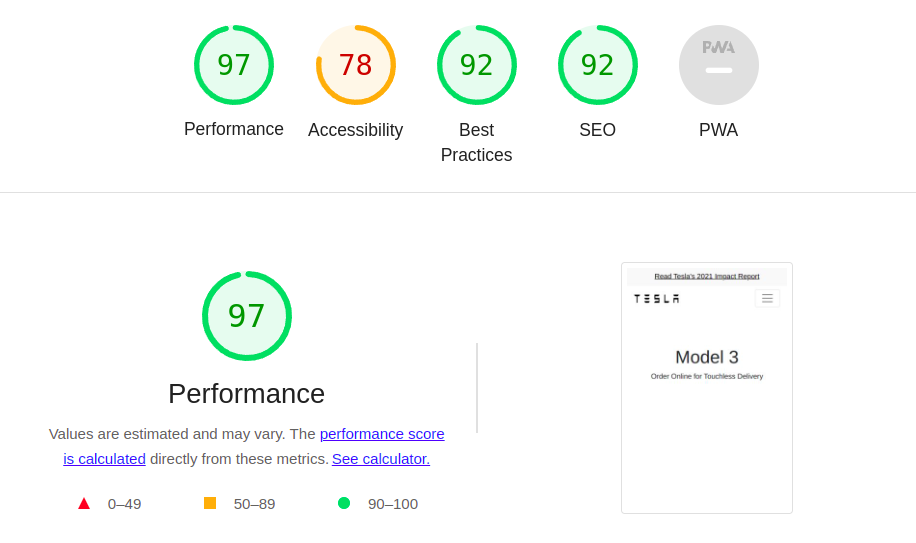 97
78
92
92
PWA
Performance
Accessibility
Best
Practices
SEO
PWA
97
Performance
Values are estimated and may vary. The performance score
is calculated directly from these metrics. See calculator.
0–49
50–89
90–100
Read Tesla's 2021 Impact Report
TESLA
Model 3
Order Online for Touchless Delivery